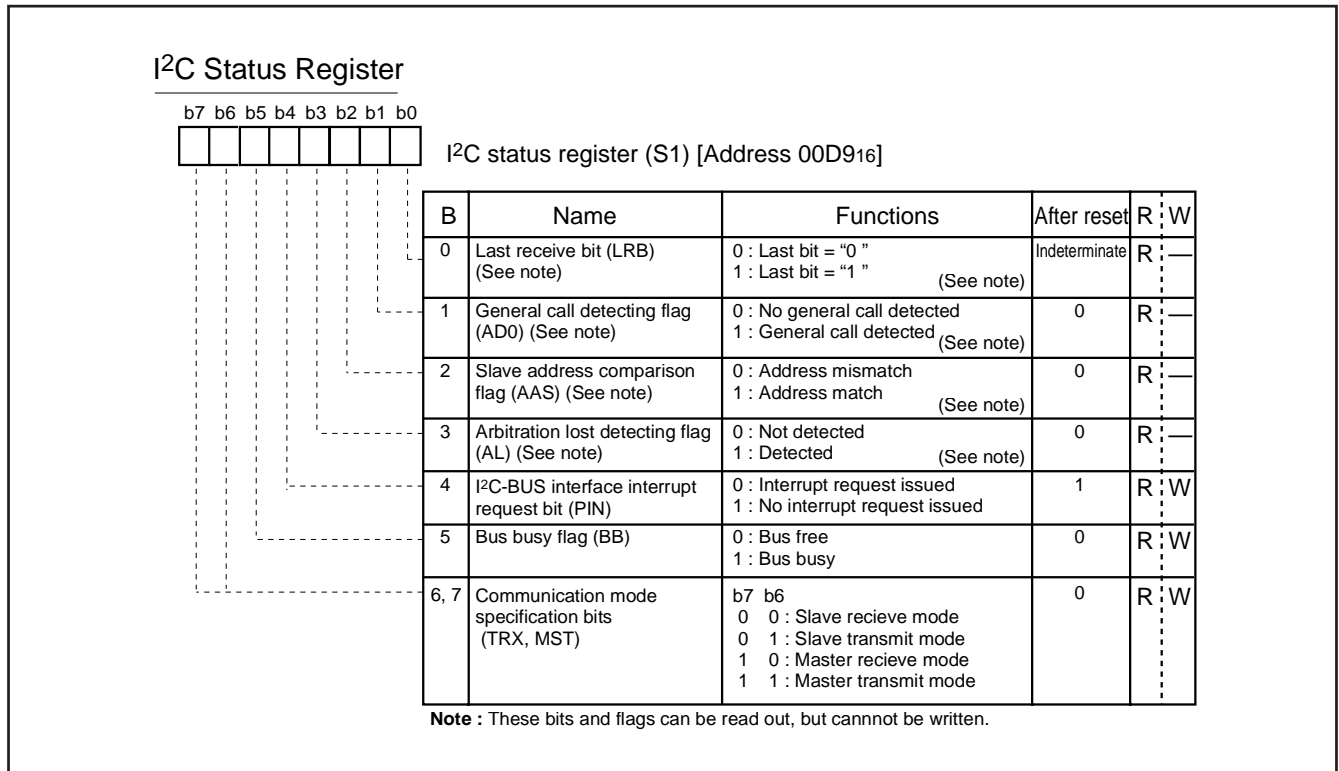 I2C Status Register
b7 b6 b5 b4 b3 b2 b1 b0
I2C status register (S1) [Address 00D916]
B Name Functions After reset R W
0 Last receive bit (LRB) 0 : Last bit = “0 ” Indeterminate R —
(See note) 1 : Last bit = “1 ”
(See note)
1 General call detecting flag 0 : No general call detected 0 R —
(AD0) (See note) 1 : General call detected
(See note)
2 Slave address comparison 0 : Address mismatch 0 R —
flag (AAS) (See note) 1 : Address match
(See note)
3 Arbitration lost detecting flag 0 : Not detected 0 R —
(AL) (See note) 1 : Detected (See note)
4 I2C-BUS interface interrupt 0 : Interrupt request issued 1 R W
request bit (PIN) 1 : No interrupt request issued
5 Bus busy flag (BB) 0 : Bus free 0 R W
1 : Bus busy
6, 7 Communication mode b7 b6 0 R W
specification bits 0 0 : Slave recieve mode
(TRX, MST) 0 1 : Slave transmit mode
1 0 : Master recieve mode
1 1 : Master transmit mode
Note : These bits and flags can be read out, but cannnot be written.